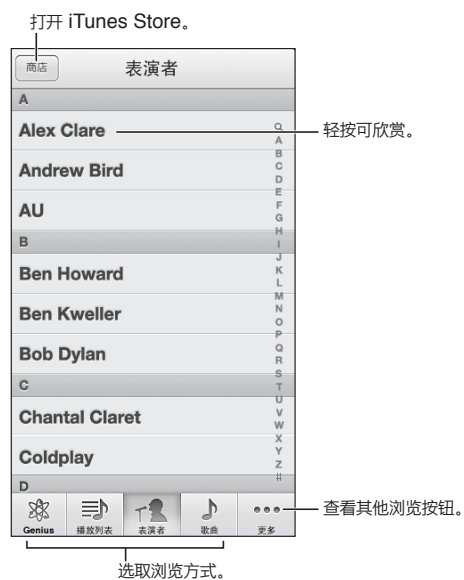 打开 iTunes Store。
商店
表演者
A
Alex Clare
轻按可欣赏。
Andrew Bird
AU
B
Ben Howard
Ben Kweller
Bob Dylan
C
Chantal Claret
Coldplay
D
A
B
C
D
E
F
G
H
I
J
K
L
M
N
O
P
Q
R
S
T
U
V
W
X
Y
Z
#
Genius
播放列表
表演者
歌曲
更多
查看其他浏览按钮。
选取浏览方式。